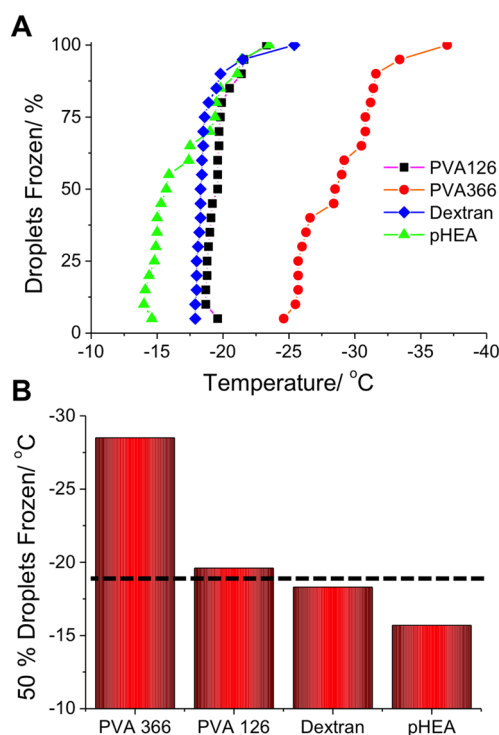 A
Droplets Frozen/ %
100
75
50
25
0
PVA126
PVA366
Dextran
pHEA
-10 -15 -20 -25 -30 -35 -40
Temperature/ °C
B
50 % Droplets Frozen/ °C
-30
-25
-20
-15
-10
PVA 366 PVA 126 Dextran pHEA